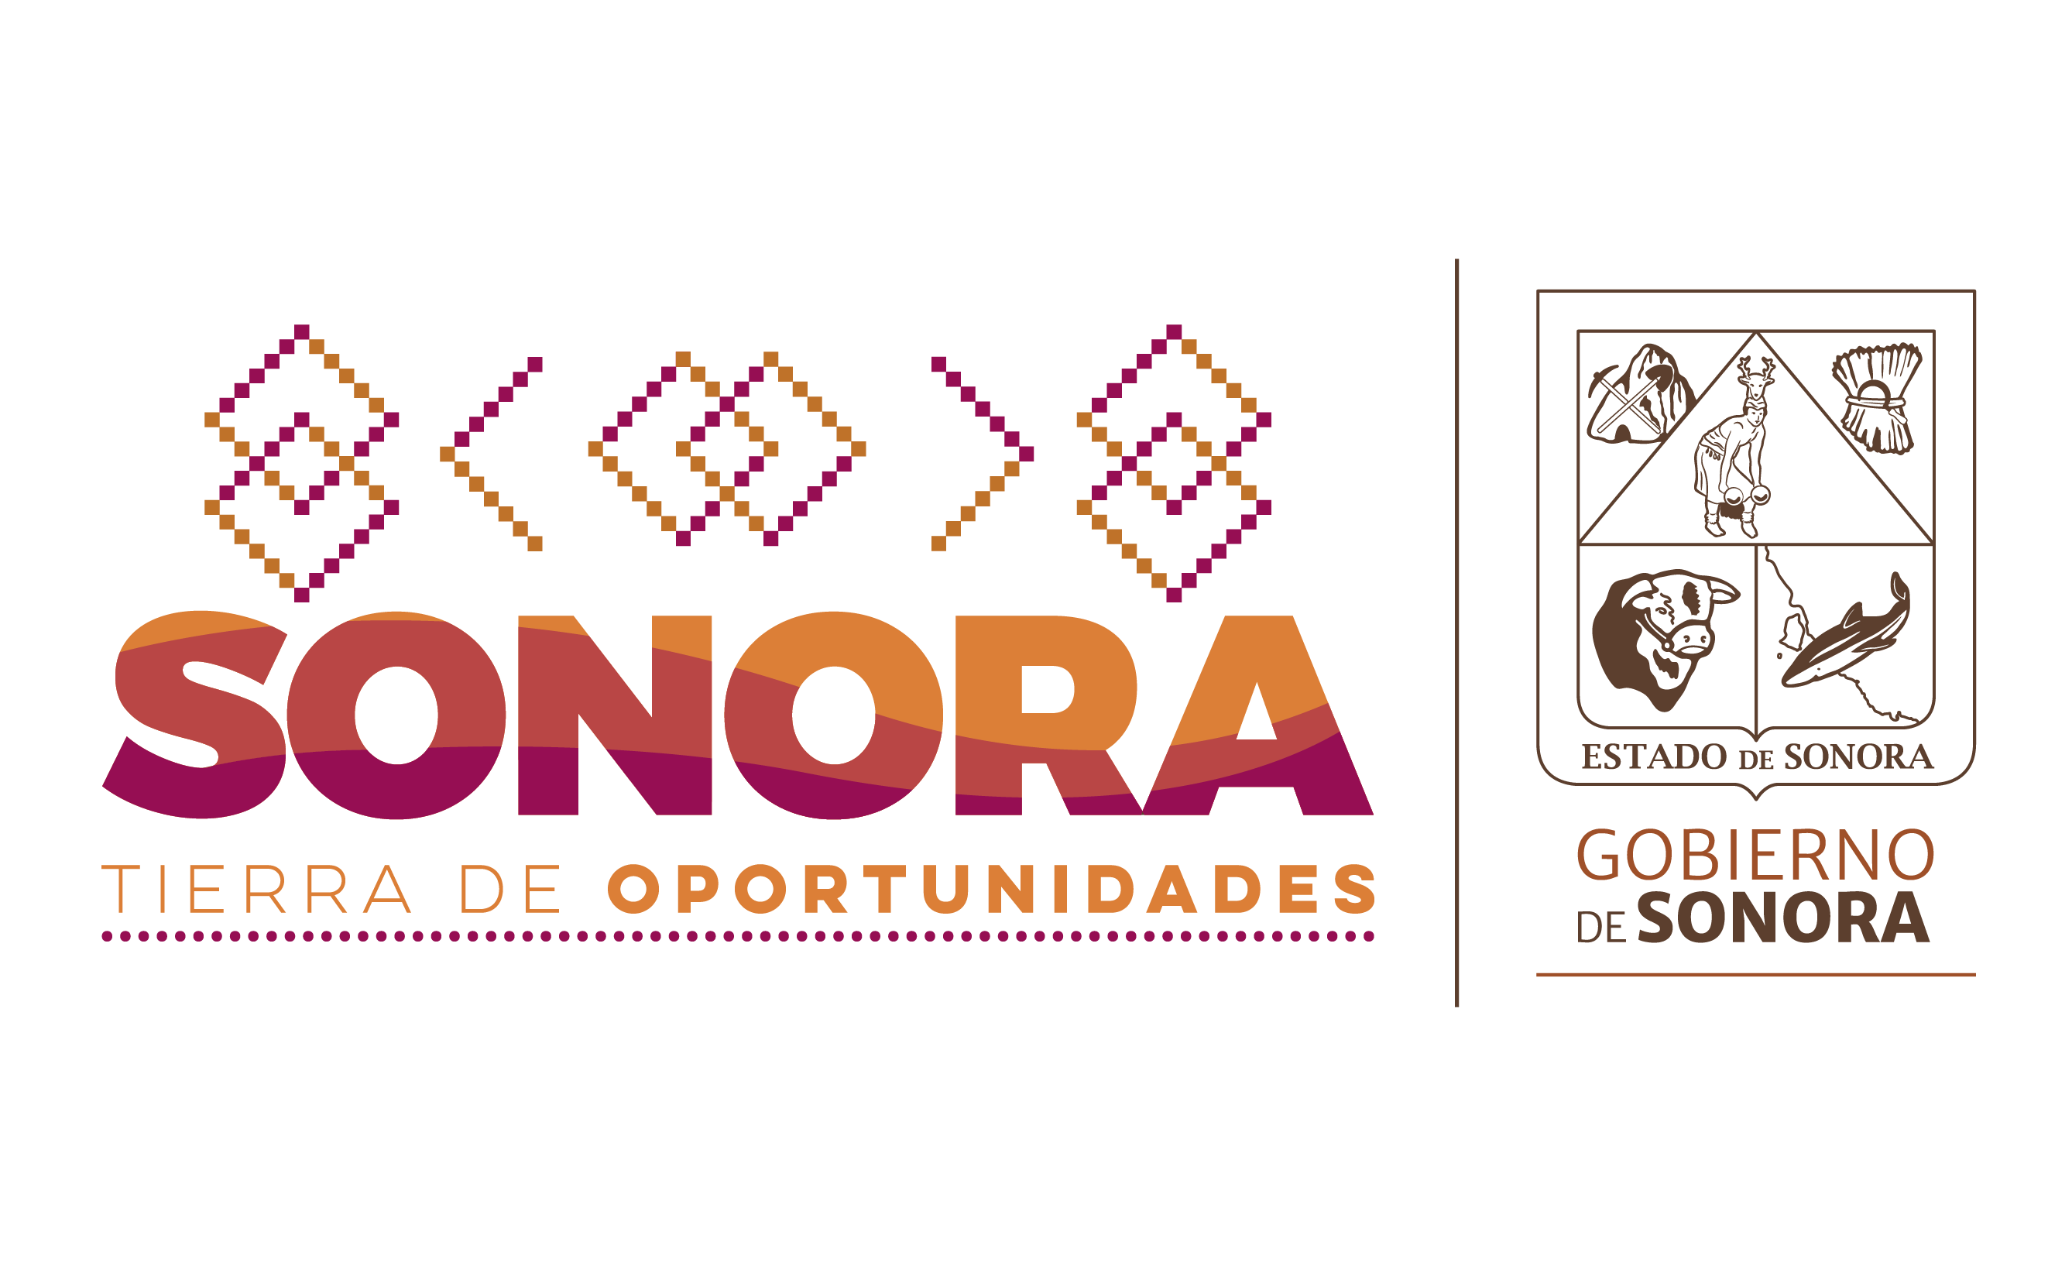 SONORA
TIERRA DE OPORTUNIDADES
ESTADO DE SONORA
GOBIERNO
DE SONORA